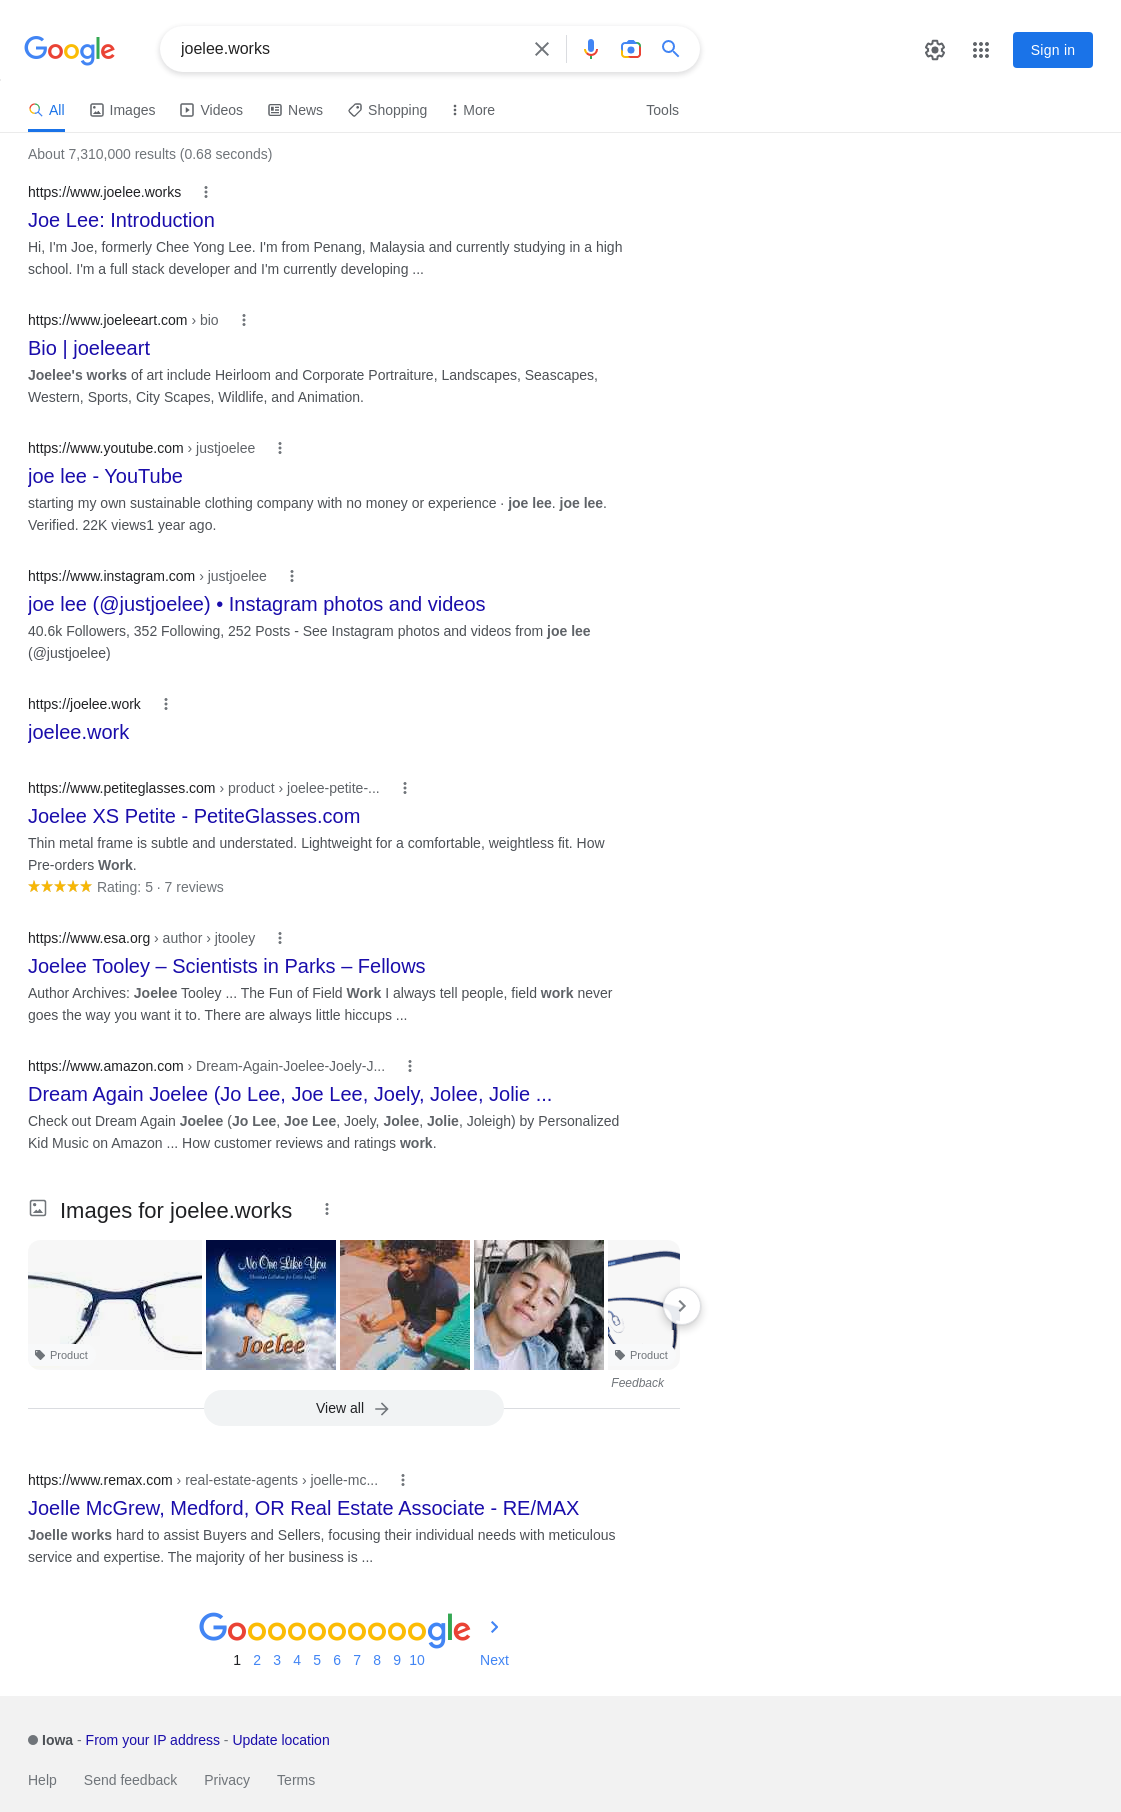 Google
joelee.works
Sign in
All Images Videos News Shopping More Tools
About 7,310,000 results (0.68 seconds)
https://www.joelee.works
Joe Lee: Introduction
Hi, I'm Joe, formerly Chee Yong Lee. I'm from Penang, Malaysia and currently studying in a high
school. I'm a full stack developer and I'm currently developing ...
https://www.joeleeart.com › bio
Bio | joeleeart
Joelee's works of art include Heirloom and Corporate Portraiture, Landscapes, Seascapes,
Western, Sports, City Scapes, Wildlife, and Animation.
https://www.youtube.com › justjoelee
joe lee - YouTube
starting my own sustainable clothing company with no money or experience · joe lee. joe lee.
Verified. 22K views1 year ago.
https://www.instagram.com › justjoelee
joe lee (@justjoelee) • Instagram photos and videos
40.6k Followers, 352 Following, 252 Posts - See Instagram photos and videos from joe lee
(@justjoelee)
https://joelee.work
joelee.work
https://www.petiteglasses.com › product › joelee-petite-...
Joelee XS Petite - PetiteGlasses.com
Thin metal frame is subtle and understated. Lightweight for a comfortable, weightless fit. How
Pre-orders Work.
Rating: 5 · 7 reviews
https://www.esa.org › author › jtooley
Joelee Tooley – Scientists in Parks – Fellows
Author Archives: Joelee Tooley ... The Fun of Field Work I always tell people, field work never
goes the way you want it to. There are always little hiccups ...
https://www.amazon.com › Dream-Again-Joelee-Joely-J...
Dream Again Joelee (Jo Lee, Joe Lee, Joely, Jolee, Jolie ...
Check out Dream Again Joelee (Jo Lee, Joe Lee, Joely, Jolee, Jolie, Joleigh) by Personalized
Kid Music on Amazon ... How customer reviews and ratings work.
Images for joelee.works
No One Like You
Joelee
Product
Product
Feedback
View all
https://www.remax.com › real-estate-agents › joelle-mc...
Joelle McGrew, Medford, OR Real Estate Associate - RE/MAX
Joelle works hard to assist Buyers and Sellers, focusing their individual needs with meticulous
service and expertise. The majority of her business is ...
Goooooooooogle
1 2 3 4 5 6 7 8 9 10 Next
Iowa - From your IP address - Update location
Help Send feedback Privacy Terms